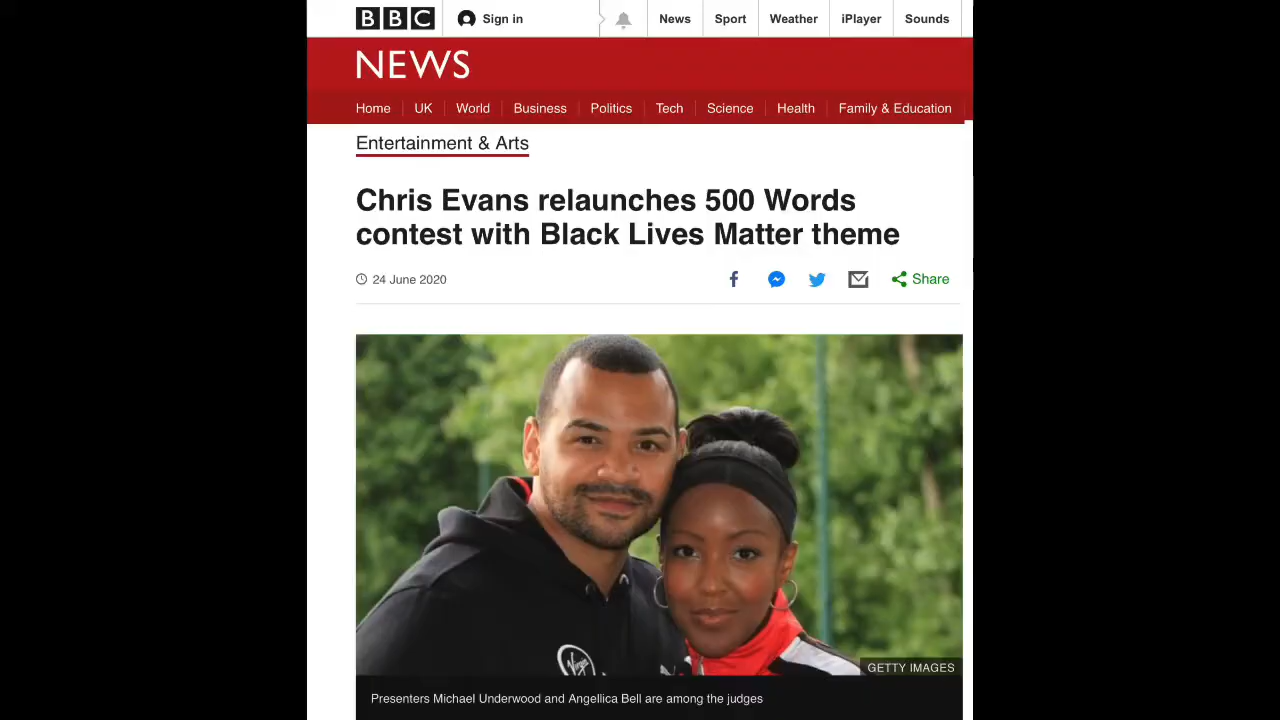 BBC Sign in News Sport Weather iPlayer Sounds
NEWS
Home UK World Business Politics Tech Science Health Family & Education
Entertainment & Arts
Chris Evans relaunches 500 Words
contest with Black Lives Matter theme
24 June 2020 Share
Virgin
GETTY IMAGES
Presenters Michael Underwood and Angellica Bell are among the judges